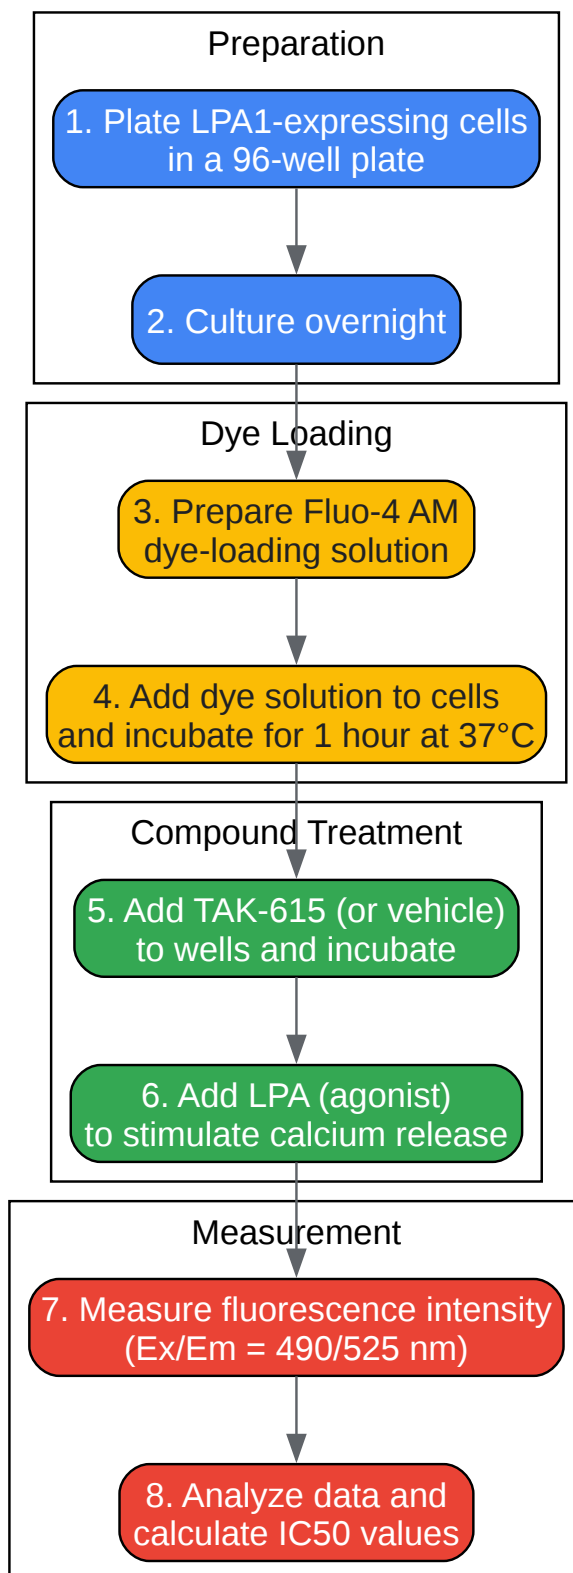 Preparation
1. Plate LPA1-expressing cells
in a 96-well plate
2. Culture overnight
Dye Loading
3. Prepare Fluo-4 AM
dye-loading solution
4. Add dye solution to cells
and incubate for 1 hour at 37°C
Compound Treatment
5. Add TAK-615 (or vehicle)
to wells and incubate
6. Add LPA (agonist)
to stimulate calcium release
Measurement
7. Measure fluorescence intensity
(Ex/Em = 490/525 nm)
8. Analyze data and
calculate IC50 values